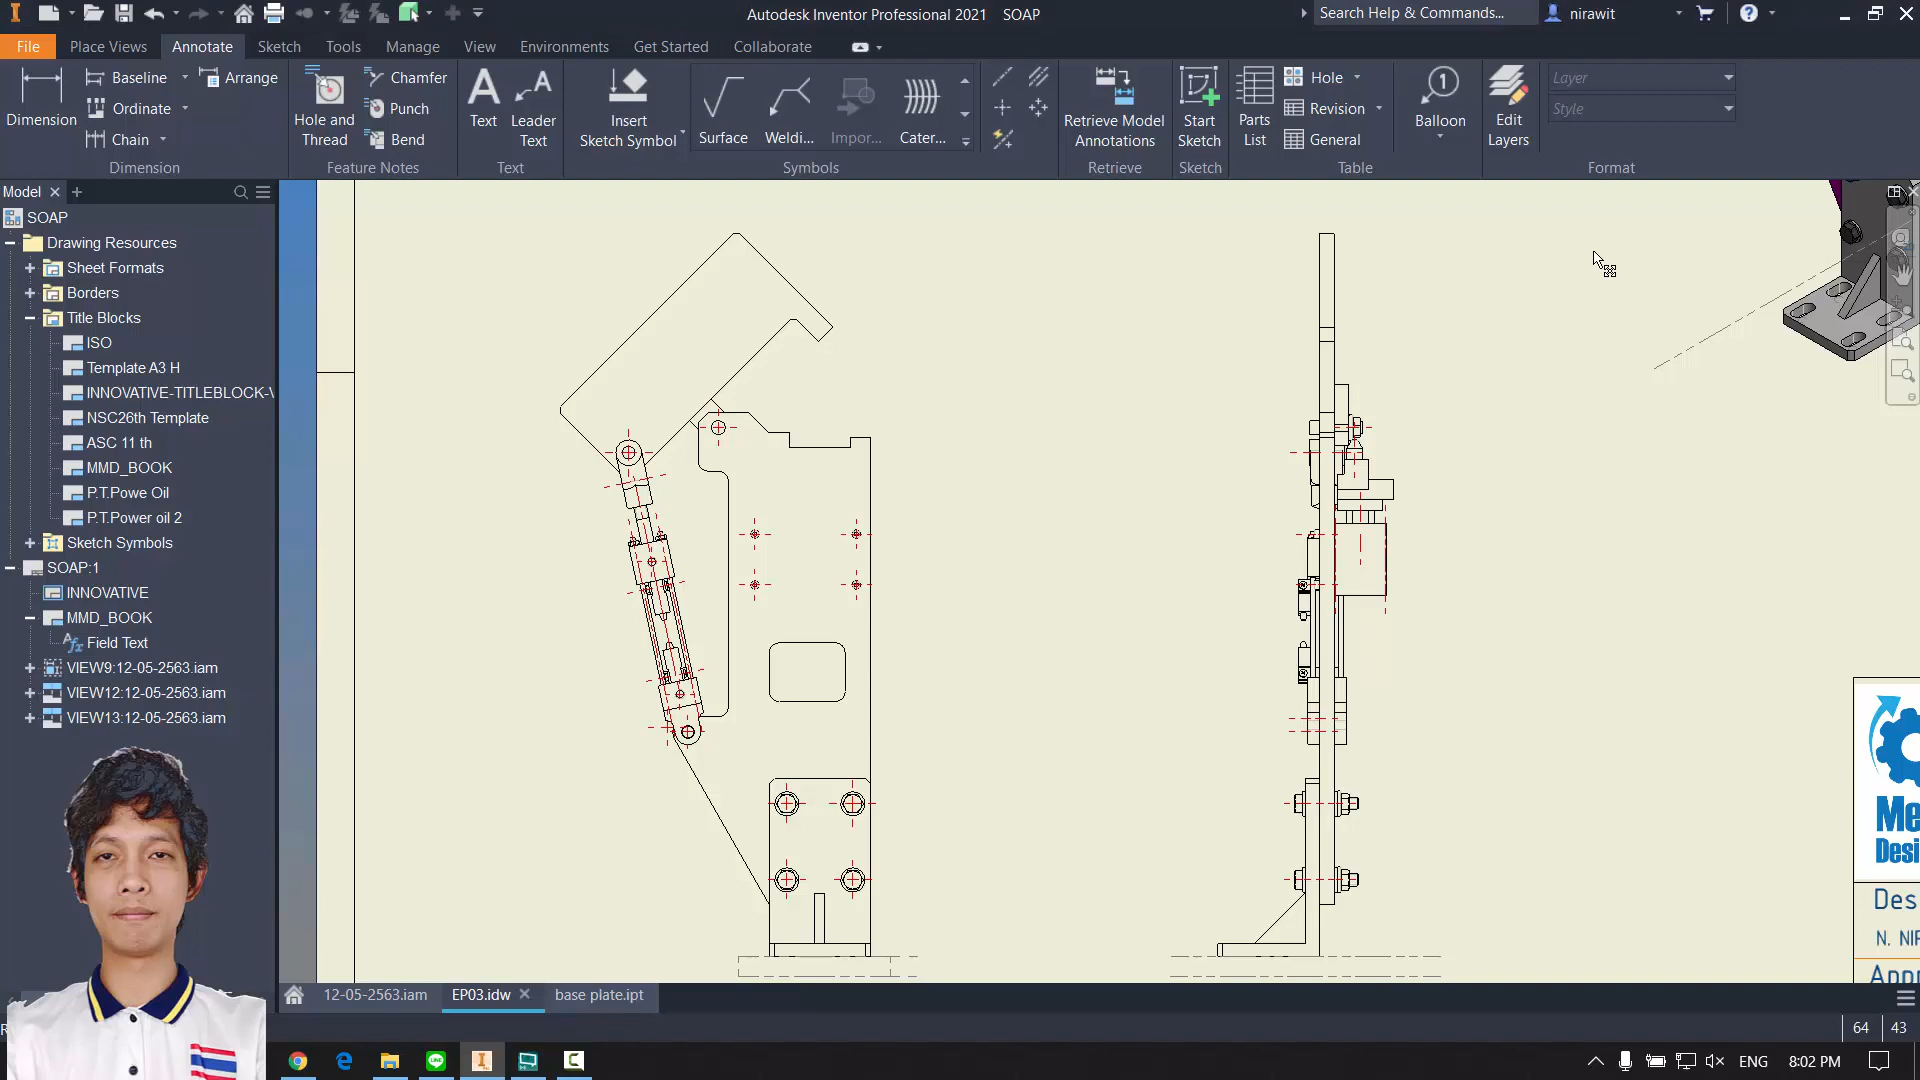 Autodesk Inventor Professional 2021 SOAP
Search Help & Commands...
nirawit
File
Place Views
Annotate
Sketch
Tools
Manage
View
Environments
Get Started
Collaborate
Dimension
Baseline
Ordinate
Chain
Arrange
Dimension
Hole and
Thread
Chamfer
Punch
Bend
Feature Notes
Text
Leader
Text
Text
Insert
Sketch Symbol
Surface
Weldi...
Impor...
Cater...
Symbols
Retrieve Model
Annotations
Retrieve
Start
Sketch
Sketch
Parts
List
Hole
Revision
General
Table
1
Balloon
Edit
Layers
Layer
Style
Format
Model
SOAP
Drawing Resources
Sheet Formats
Borders
Title Blocks
ISO
Template A3 H
INNOVATIVE-TITLEBLOCK-
NSC26th Template
ASC 11 th
MMD_BOOK
P.T.Powe Oil
P.T.Power oil 2
Sketch Symbols
SOAP:1
INNOVATIVE
MMD_BOOK
Field Text
VIEW9:12-05-2563.iam
VIEW12:12-05-2563.iam
VIEW13:12-05-2563.iam
Me
Desi
Des
N. NIF
Appr
12-05-2563.iam
EP03.idw
base plate.ipt
64
43
ENG
8:02 PM